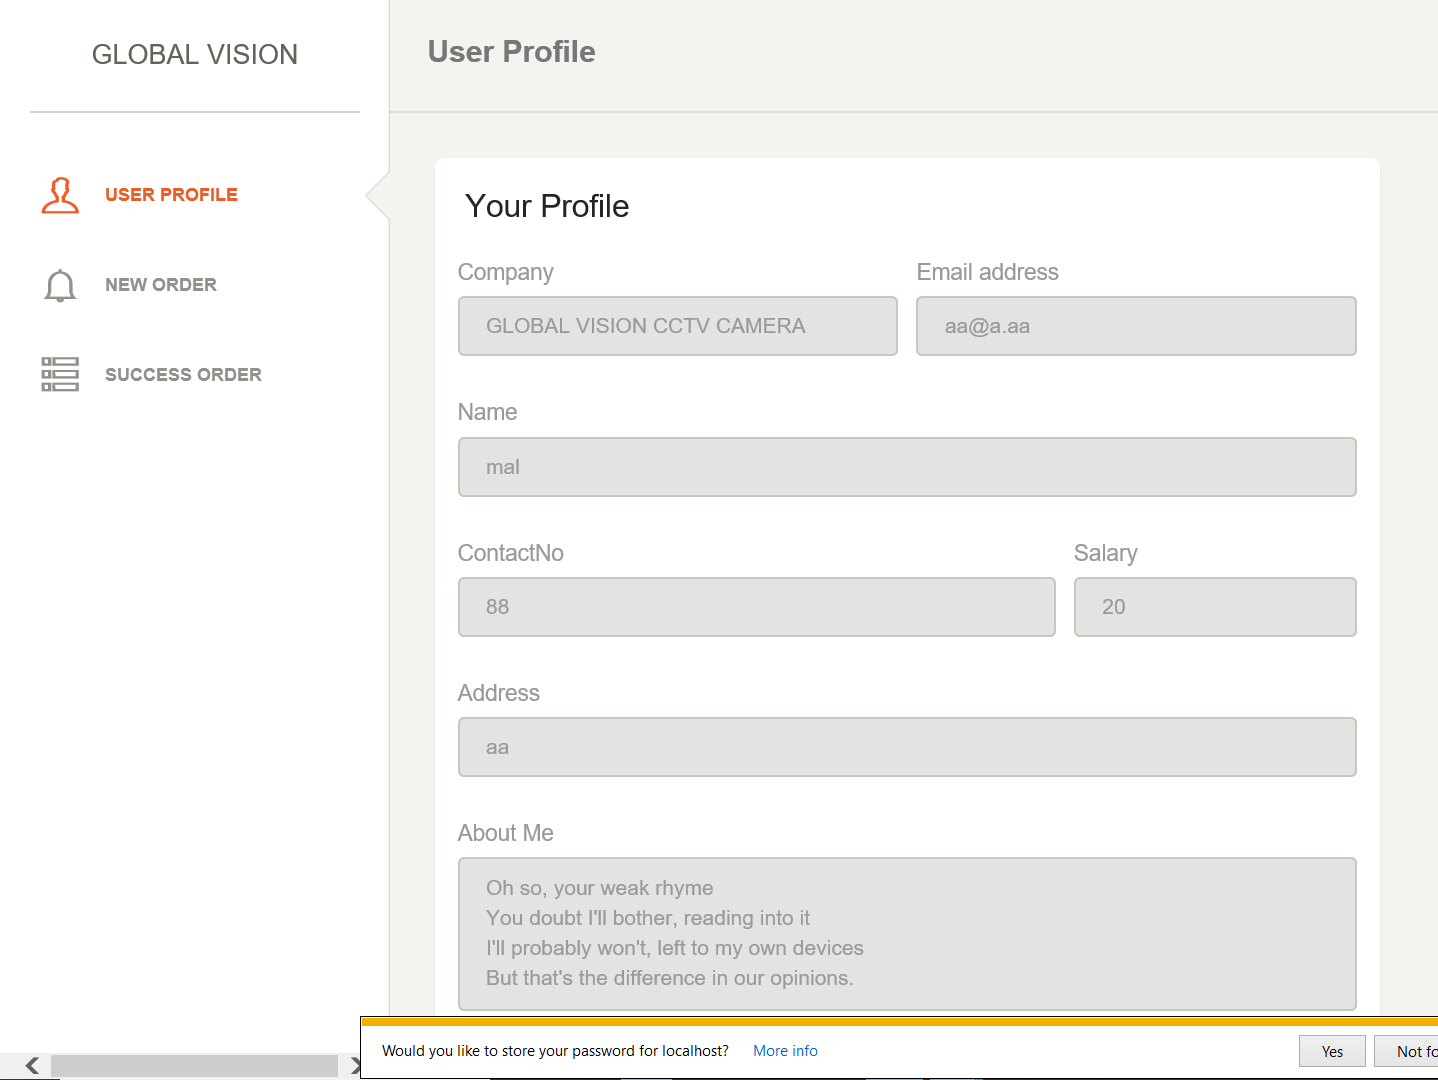 GLOBAL VISION
User Profile
USER PROFILE
NEW ORDER
SUCCESS ORDER
Your Profile
Company
Email address
GLOBAL VISION CCTV CAMERA
aa@a.aa
Name
mal
ContactNo
Salary
88
20
Address
aa
About Me
Oh so, your weak rhyme
You doubt I'll bother, reading into it
I'll probably won't, left to my own devices
But that's the difference in our opinions.
Would you like to store your password for localhost? More info
Yes
Not fo